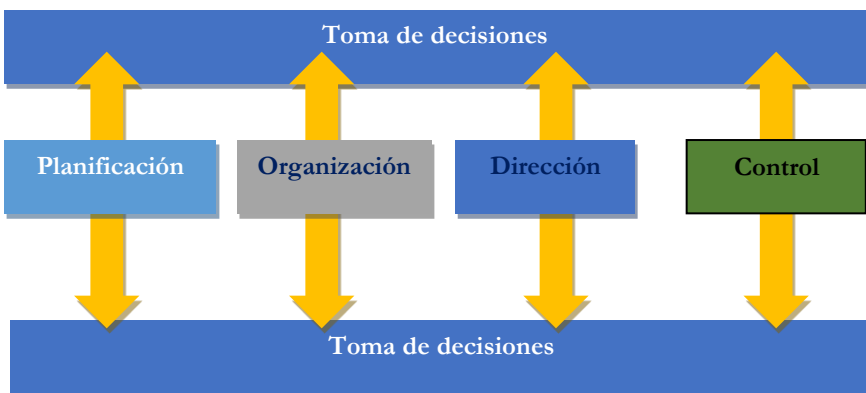 Toma de decisiones
Planificación
Organización
Dirección
Control
Toma de decisiones